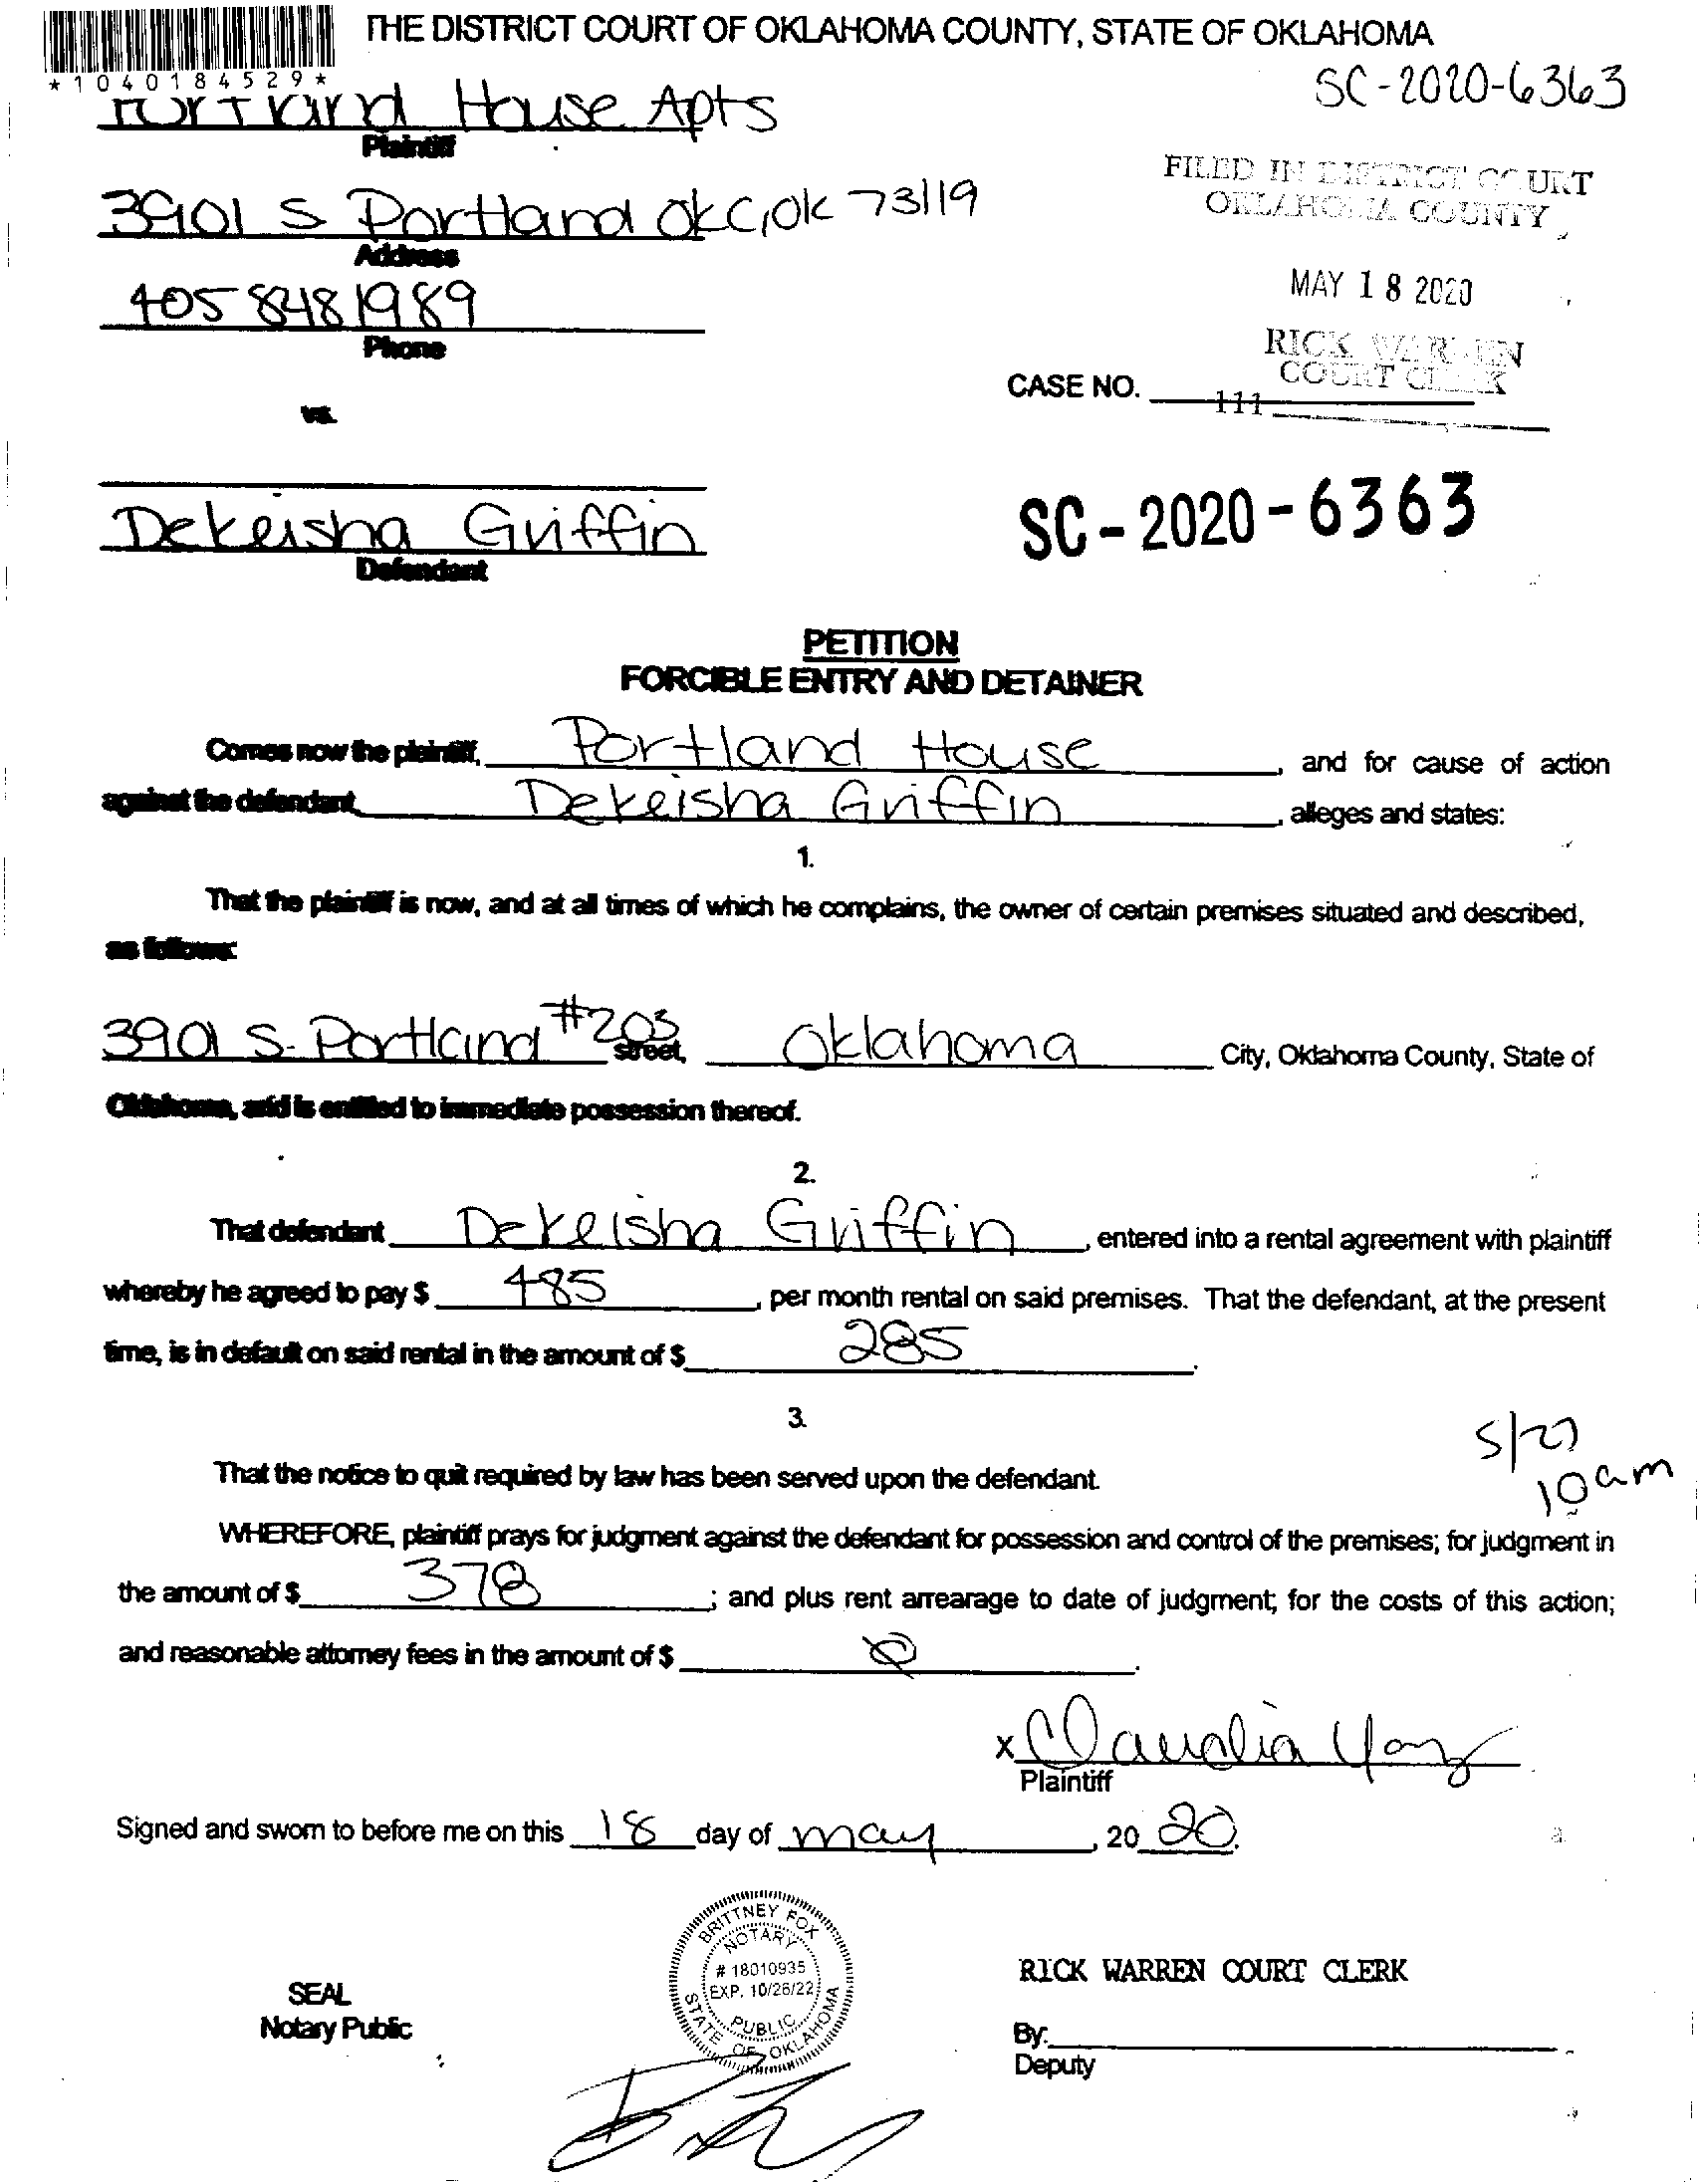 THE DISTRICT COURT OF OKLAHOMA COUNTY, STATE OF OKLAHOMA
*1040184529*
SC-2020-6363
Portland House Apts
Plaintiff
FILED IN DISTRICT COURT
OKLAHOMA COUNTY
3901 S Portland OKC, OK 73119
Address
MAY 18 2020
405 848 1989
Phone
RICK WARREN
COURT CLERK
CASE NO.
111
vs.
Dekeisha Griffin
Defendant
SC-2020-6363
PETITION
FORCIBLE ENTRY AND DETAINER
Comes now the plaintiff, Portland House, and for cause of action
against the defendant Dekeisha Griffin, alleges and states:
1.
That the plaintiff is now, and at all times of which he complains, the owner of certain premises situated and described,
as follows:
3901 S. Portland #203 street, Oklahoma City, Oklahoma County, State of
Oklahoma, and is entitled to immediate possession thereof.
2.
That defendant Dekeisha Griffin, entered into a rental agreement with plaintiff
whereby he agreed to pay $ 485, per month rental on said premises. That the defendant, at the present
time, is in default on said rental in the amount of $ 285.
3.
5/27
10am
That the notice to quit required by law has been served upon the defendant.
WHEREFORE, plaintiff prays for judgment against the defendant for possession and control of the premises; for judgment in
the amount of $ 378; and plus rent arrearage to date of judgment; for the costs of this action;
and reasonable attorney fees in the amount of $ 0.
x Claudia
Plaintiff
Signed and sworn to before me on this 18 day of may, 20 20.
BRITTNEY FOX
NOTARY
# 18010935
EXP. 10/26/22
PUBLIC
STATE OF OKLAHOMA
RICK WARREN COURT CLERK
SEAL
Notary Public
By:
Deputy